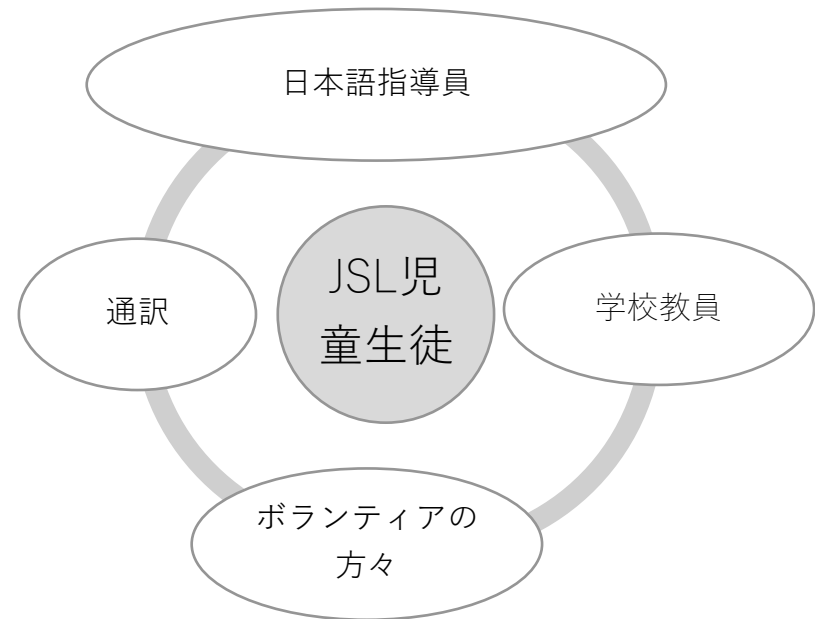 日本語指導員
通訳
JSL児
童生徒
学校教員
ボランティアの
方々